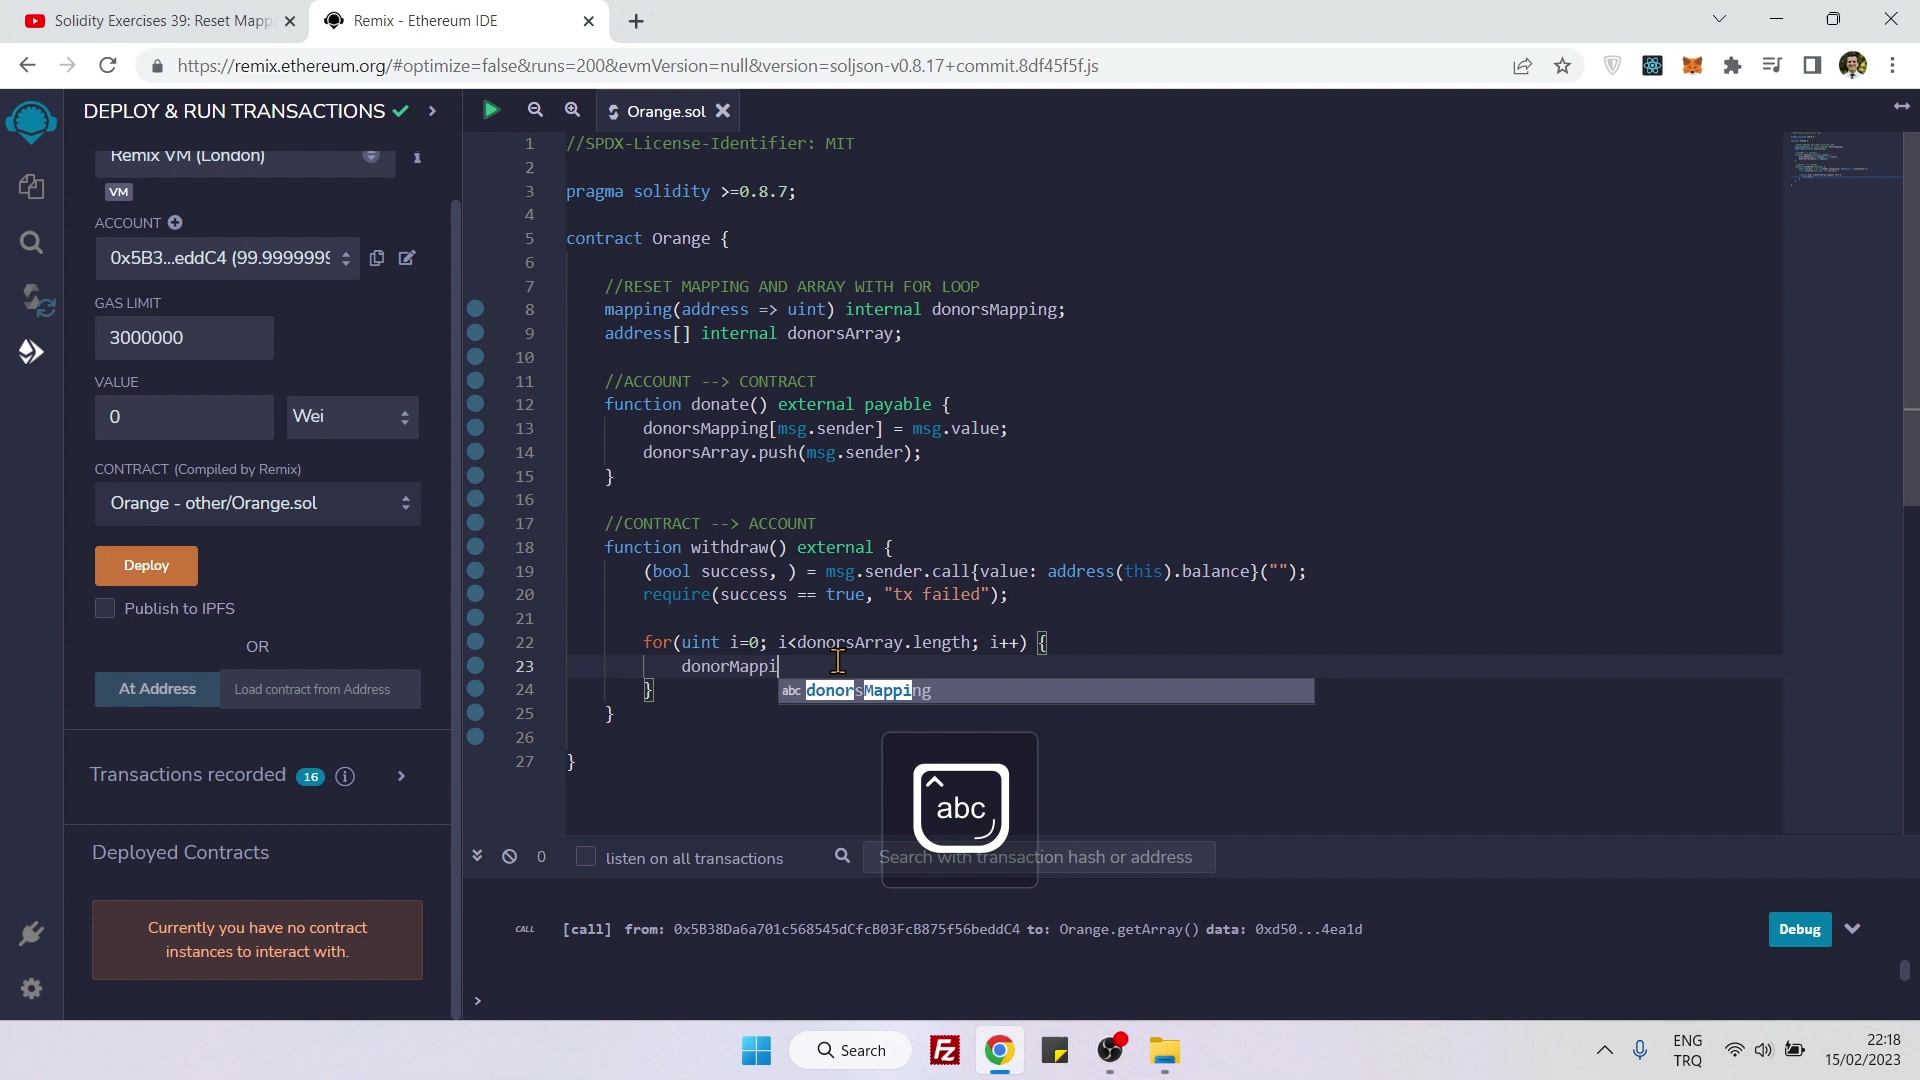 Solidity Exercises 39: Reset Mapp
Remix - Ethereum IDE
https://remix.ethereum.org/#optimize=false&runs=200&evmVersion=null&version=soljson-v0.8.17+commit.8df45f5f.js
DEPLOY & RUN TRANSACTIONS
Remix VM (London)
VM
ACCOUNT
0x5B3...eddC4 (99.9999999
GAS LIMIT
3000000
VALUE
0
Wei
CONTRACT (Compiled by Remix)
Orange - other/Orange.sol
Deploy
Publish to IPFS
OR
At Address
Load contract from Address
Transactions recorded 16 i
Deployed Contracts
Currently you have no contract
instances to interact with.
Orange.sol
1 //SPDX-License-Identifier: MIT
2
3 pragma solidity >=0.8.7;
4
5 contract Orange {
6
7 //RESET MAPPING AND ARRAY WITH FOR LOOP
8 mapping(address => uint) internal donorsMapping;
9 address[] internal donorsArray;
10
11 //ACCOUNT --> CONTRACT
12 function donate() external payable {
13 donorsMapping[msg.sender] = msg.value;
14 donorsArray.push(msg.sender);
15 }
16
17 //CONTRACT --> ACCOUNT
18 function withdraw() external {
19 (bool success, ) = msg.sender.call{value: address(this).balance}("");
20 require(success == true, "tx failed");
21
22 for(uint i=0; i<donorsArray.length; i++) {
23 donorMappi
abc donorsMapping
24 }
25 }
26
27 }
abc
0
listen on all transactions
Search with transaction hash or address
CALL [call] from: 0x5B38Da6a701c568545dCfcB03FcB875f56beddC4 to: Orange.getArray() data: 0xd50...4ea1d
Debug
>
Search
Fz
ENG
TRQ
22:18
15/02/2023